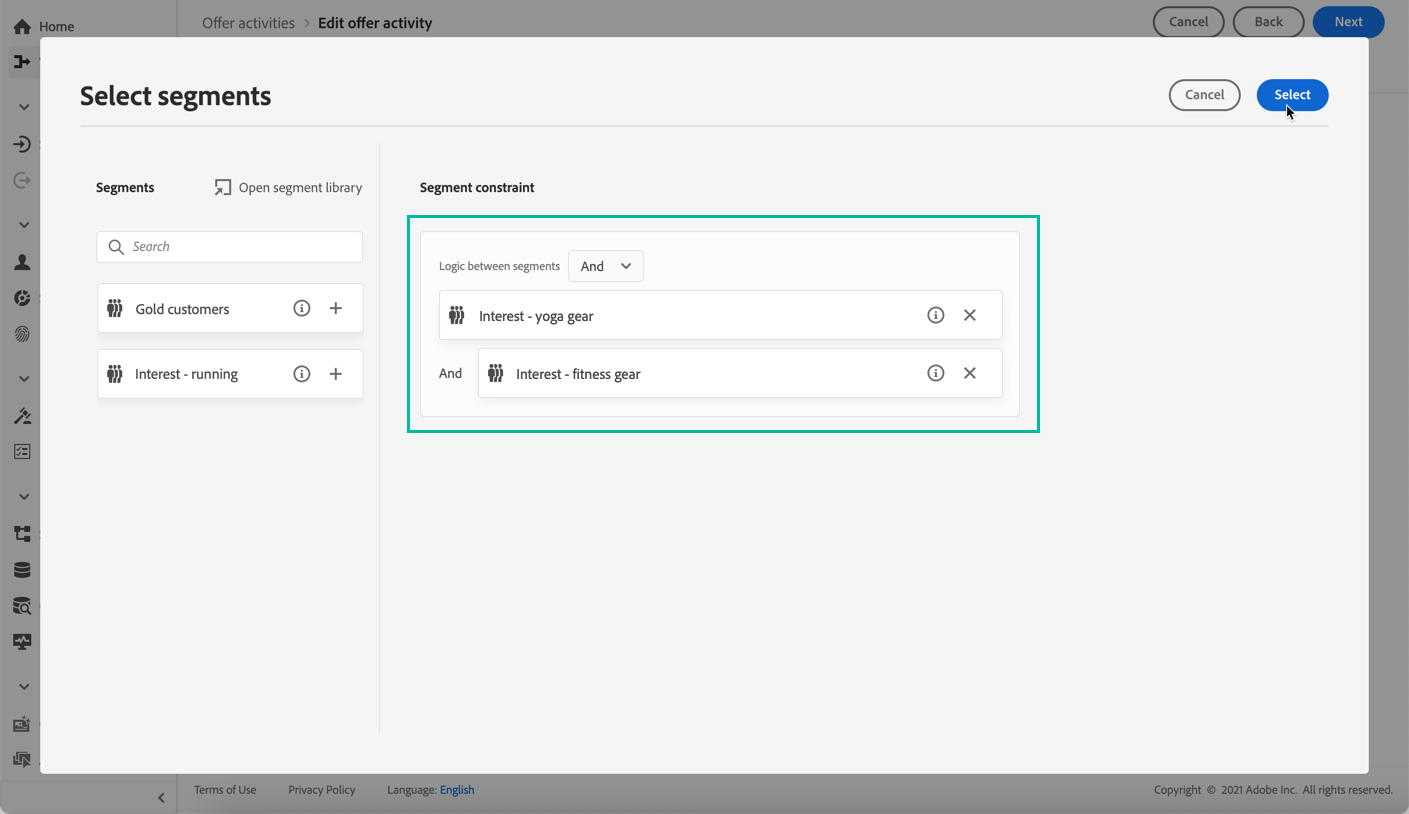 Home
Offer activities > Edit offer activity
Cancel
Back
Next
Select segments
Cancel
Select
Segments
Open segment library
Search
Gold customers
Interest - running
Segment constraint
Logic between segments And
Interest - yoga gear
And Interest - fitness gear
Terms of Use Privacy Policy Language: English
Copyright © 2021 Adobe Inc. All rights reserved.